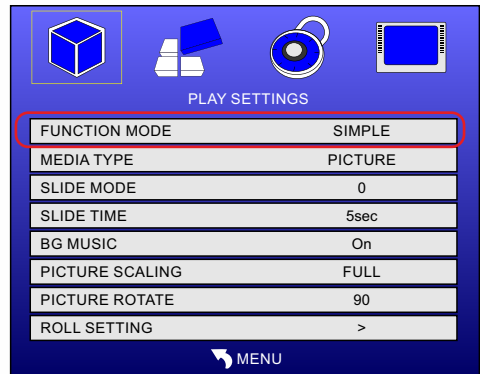 PLAY SETTINGS
FUNCTION MODE SIMPLE
MEDIA TYPE PICTURE
SLIDE MODE 0
SLIDE TIME 5sec
BG MUSIC On
PICTURE SCALING FULL
PICTURE ROTATE 90
ROLL SETTING >
MENU